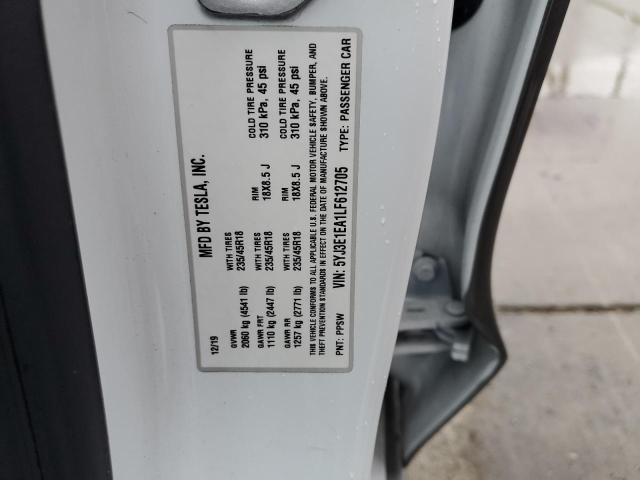 MFD BY TESLA, INC.
12/19
GVWR WITH TIRES RIM COLD TIRE PRESSURE
2060 kg (4541 lb) 235/45R18 18X8.5 J 310 kPa, 45 psi
GAWR FRT
1110 kg (2447 lb) 235/45R18
GAWR RR WITH TIRES RIM COLD TIRE PRESSURE
1257 kg (2771 lb) 235/45R18 18X8.5 J 310 kPa, 45 psi
THIS VEHICLE CONFORMS TO ALL APPLICABLE U.S. FEDERAL MOTOR VEHICLE SAFETY, BUMPER, AND
THEFT PREVENTION STANDARDS IN EFFECT ON THE DATE OF MANUFACTURE SHOWN ABOVE.
VIN: 5YJ3E1EA1LF612705
PNT: PPSW TYPE: PASSENGER CAR